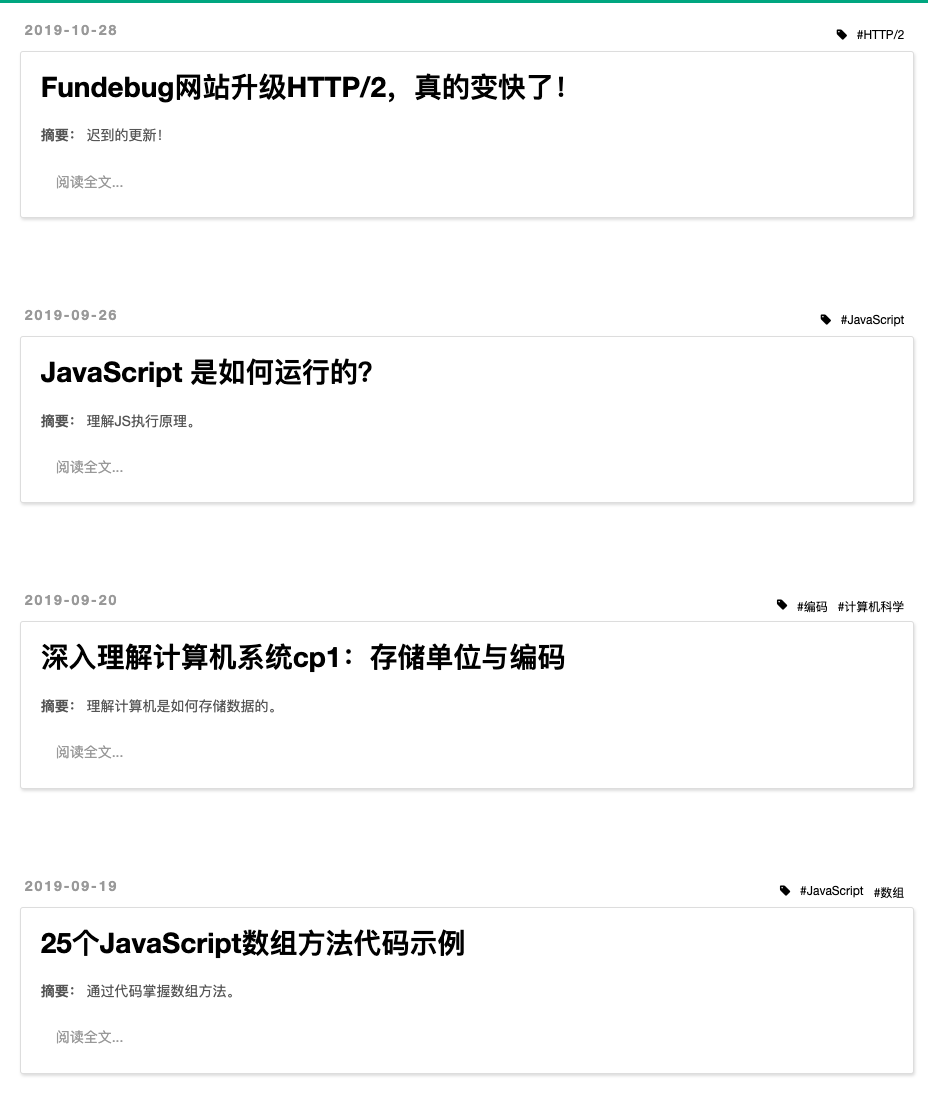 2019-10-28
#HTTP/2
Fundebug网站升级HTTP/2，真的变快了！
摘要： 迟到的更新！
阅读全文...
2019-09-26
#JavaScript
JavaScript 是如何运行的？
摘要： 理解JS执行原理。
阅读全文...
2019-09-20
#编码 #计算机科学
深入理解计算机系统cp1：存储单位与编码
摘要： 理解计算机是如何存储数据的。
阅读全文...
2019-09-19
#JavaScript #数组
25个JavaScript数组方法代码示例
摘要： 通过代码掌握数组方法。
阅读全文...